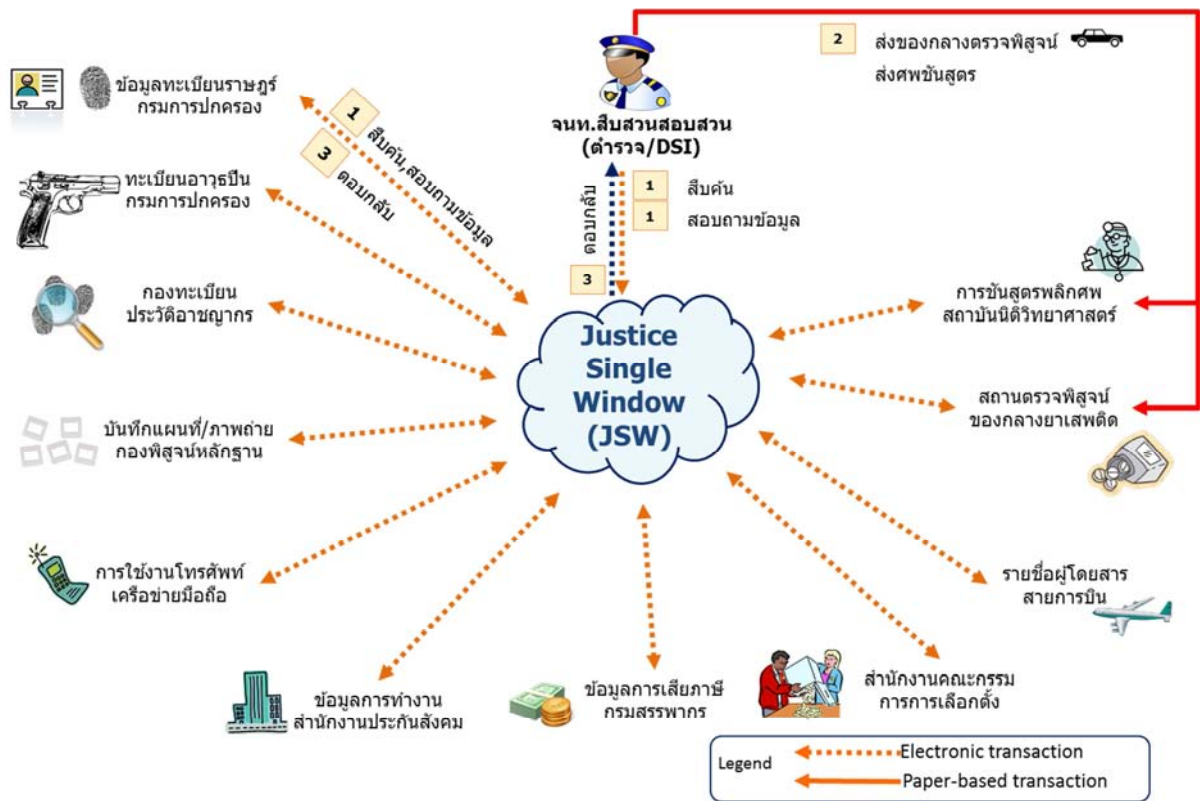 2
ส่งของกลางตรวจพิสูจน์
ส่งศพชันสูตร
จนท.สืบสวนสอบสวน
(ตำรวจ/DSI)
ข้อมูลทะเบียนราษฎร์
กรมการปกครอง
1
สืบค้น,สอบถามข้อมูล
3
ตอบกลับ
ตอบกลับ
3
1
สืบค้น
1
สอบถามข้อมูล
ทะเบียนอาวุธปืน
กรมการปกครอง
กองทะเบียน
ประวัติอาชญากร
บันทึกแผนที่/ภาพถ่าย
กองพิสูจน์หลักฐาน
การใช้งานโทรศัพท์
เครือข่ายมือถือ
ข้อมูลการทำงาน
สำนักงานประกันสังคม
ข้อมูลการเสียภาษี
กรมสรรพากร
สำนักงานคณะกรรม
การการเลือกตั้ง
รายชื่อผู้โดยสาร
สายการบิน
สถานตรวจพิสูจน์
ของกลางยาเสพติด
การชันสูตรพลิกศพ
สถาบันนิติวิทยาศาสตร์
Justice
Single
Window
(JSW)
Legend
Electronic transaction
Paper-based transaction